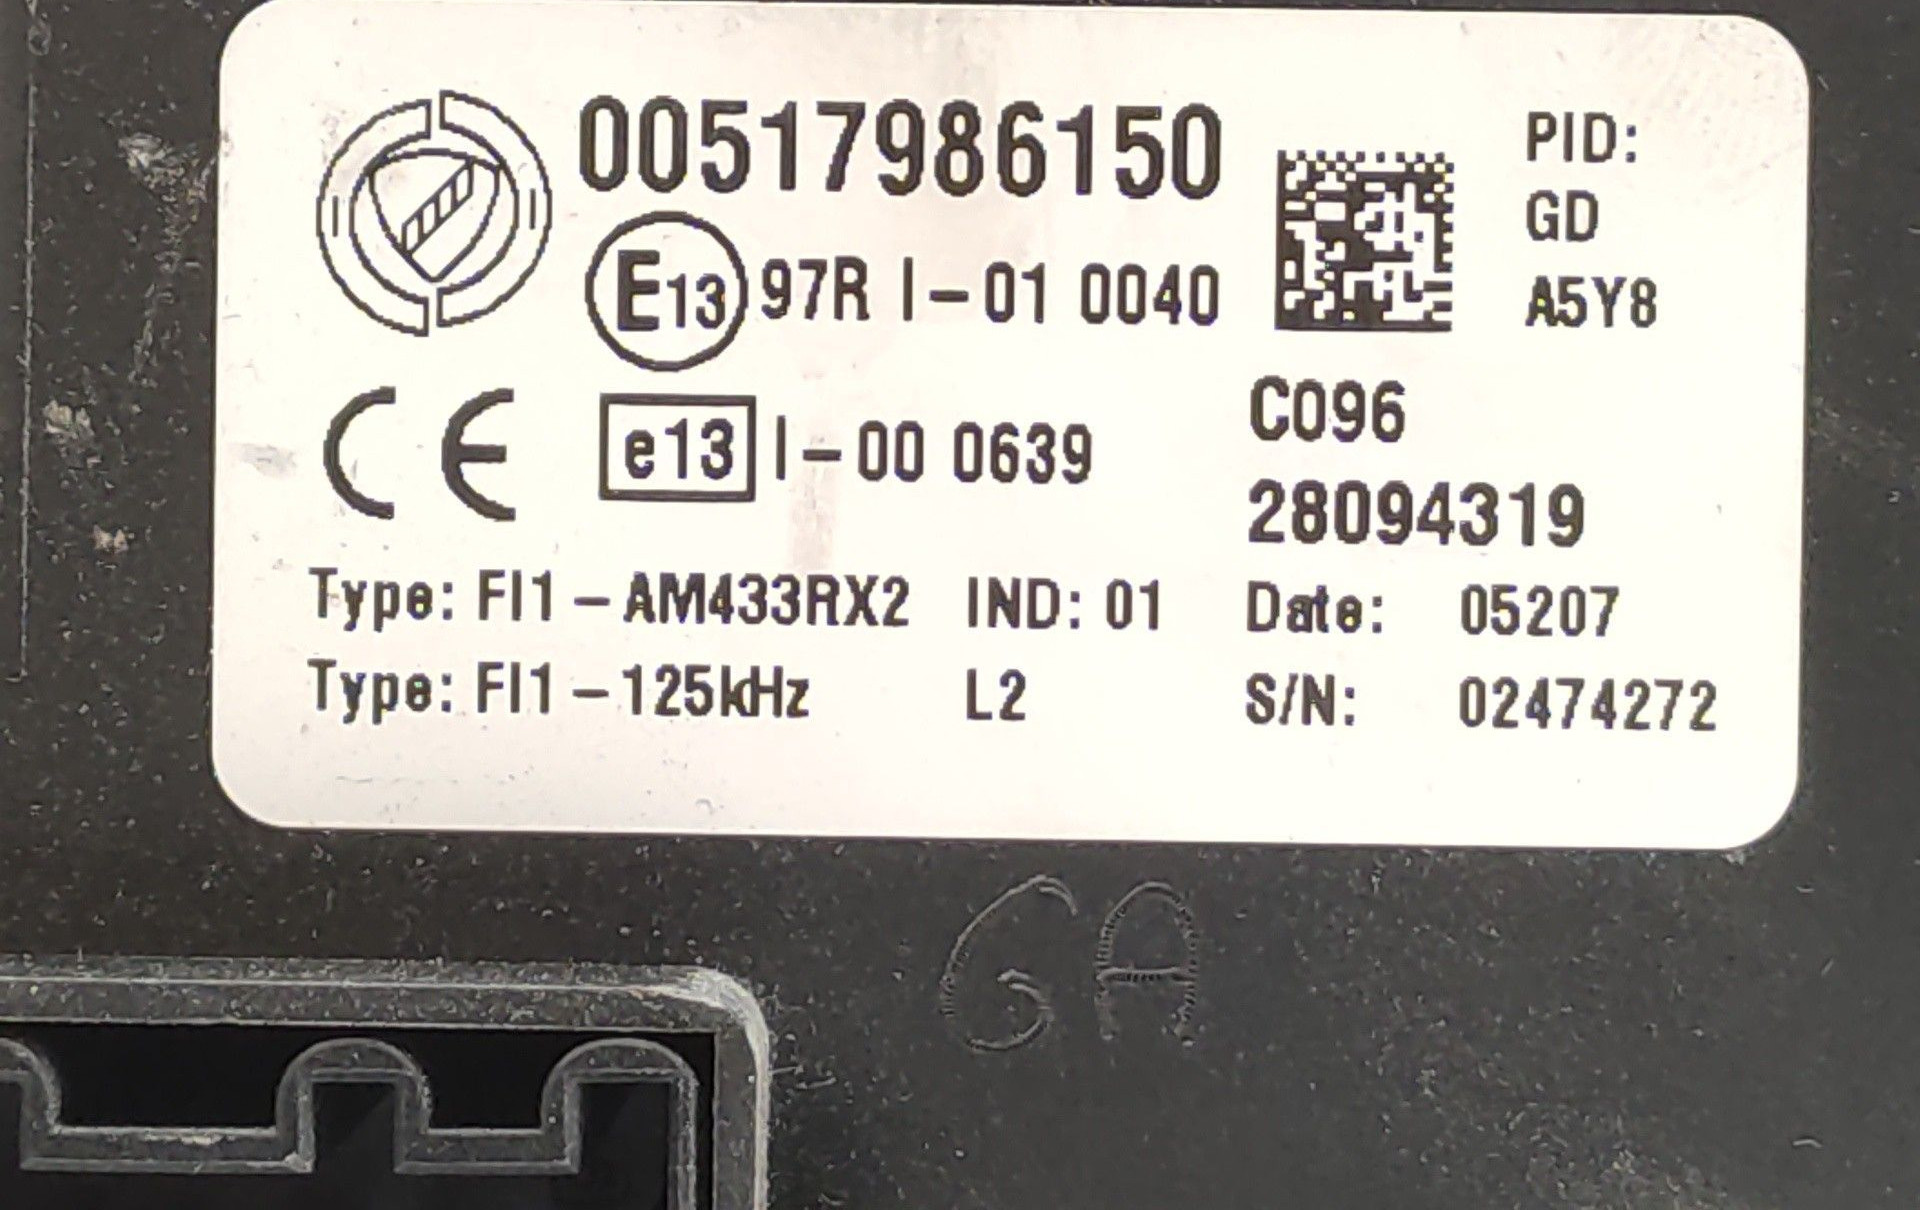 00517986150
E13 97R I-01 0040
PID:
GD
A5Y8
CE e13 I-00 0639
C096
28094319
Type: FI1-AM433RX2 IND: 01 Date: 05207
Type: FI1-125kHz L2 S/N: 02474272
GA